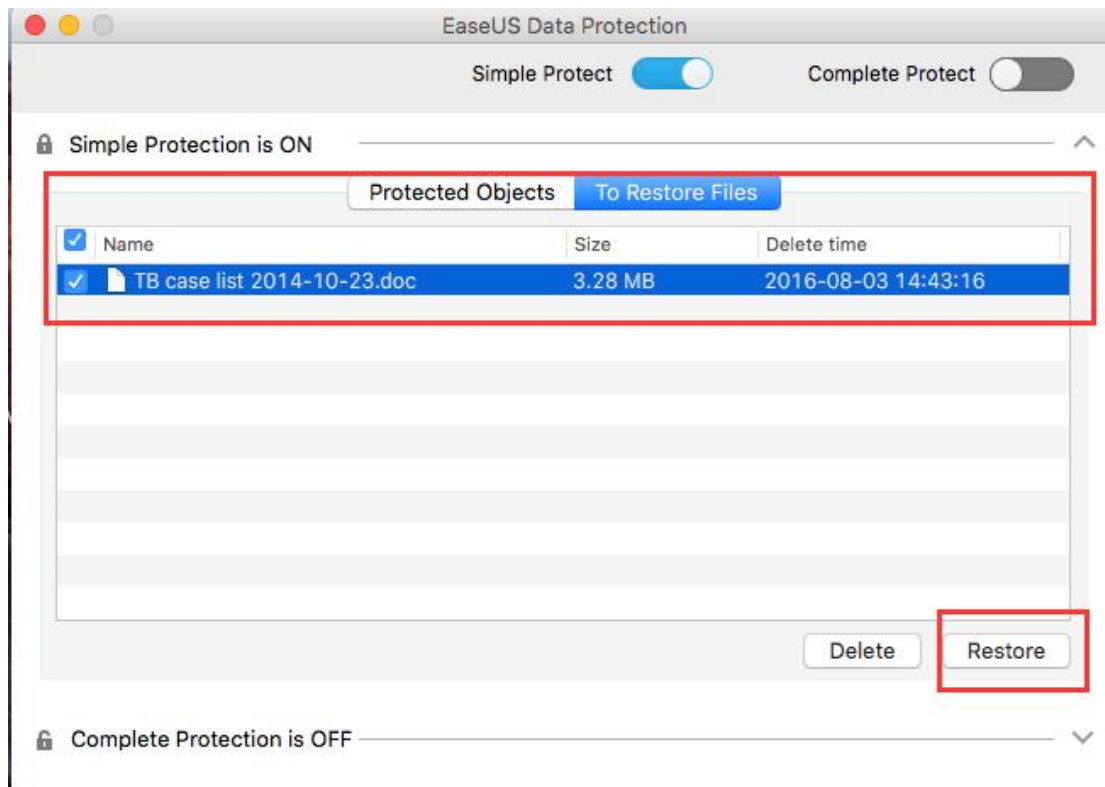 EaseUS Data Protection
Simple Protect Complete Protect
Simple Protection is ON
Protected Objects To Restore Files
Name Size Delete time
TB case list 2014-10-23.doc 3.28 MB 2016-08-03 14:43:16
Delete Restore
Complete Protection is OFF